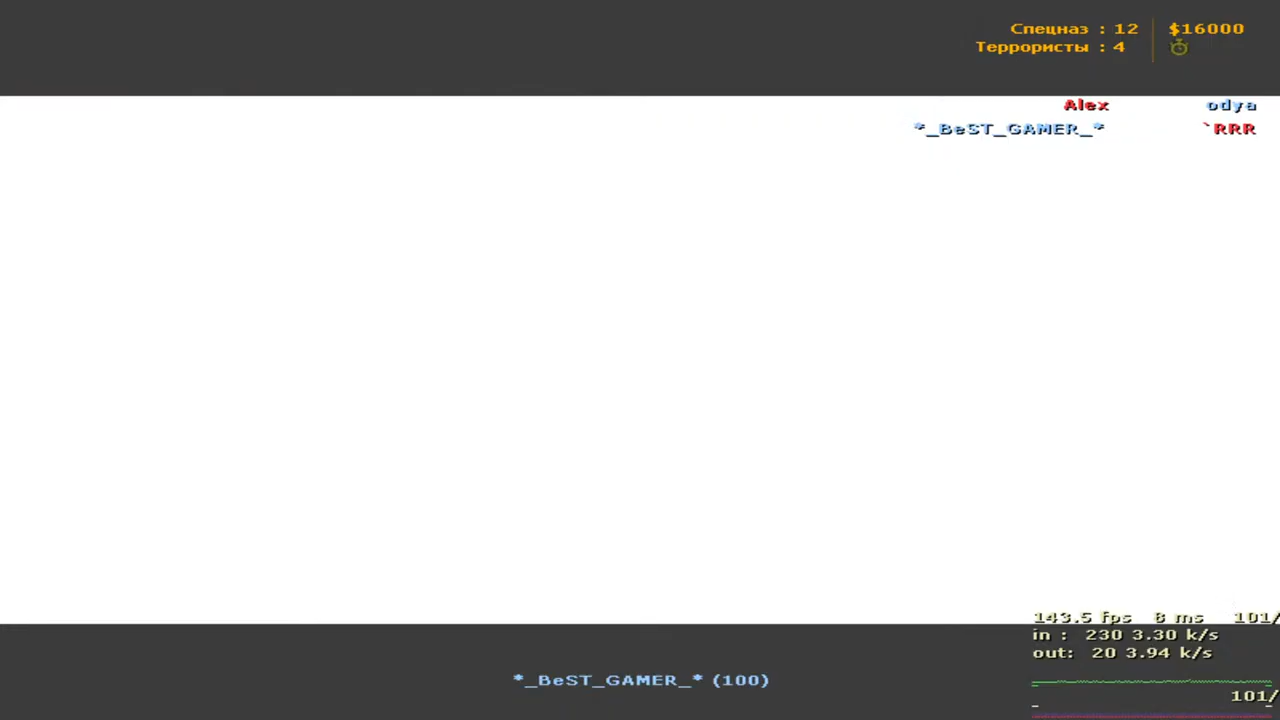 Спецназ : 12 $16000
Террористы : 4
Alex odya
*_BeST_GAMER_* `RRR
143.5 fps 8 ms 101/
in : 230 3.30 k/s
out: 20 3.94 k/s
*_BeST_GAMER_* (100)
101/